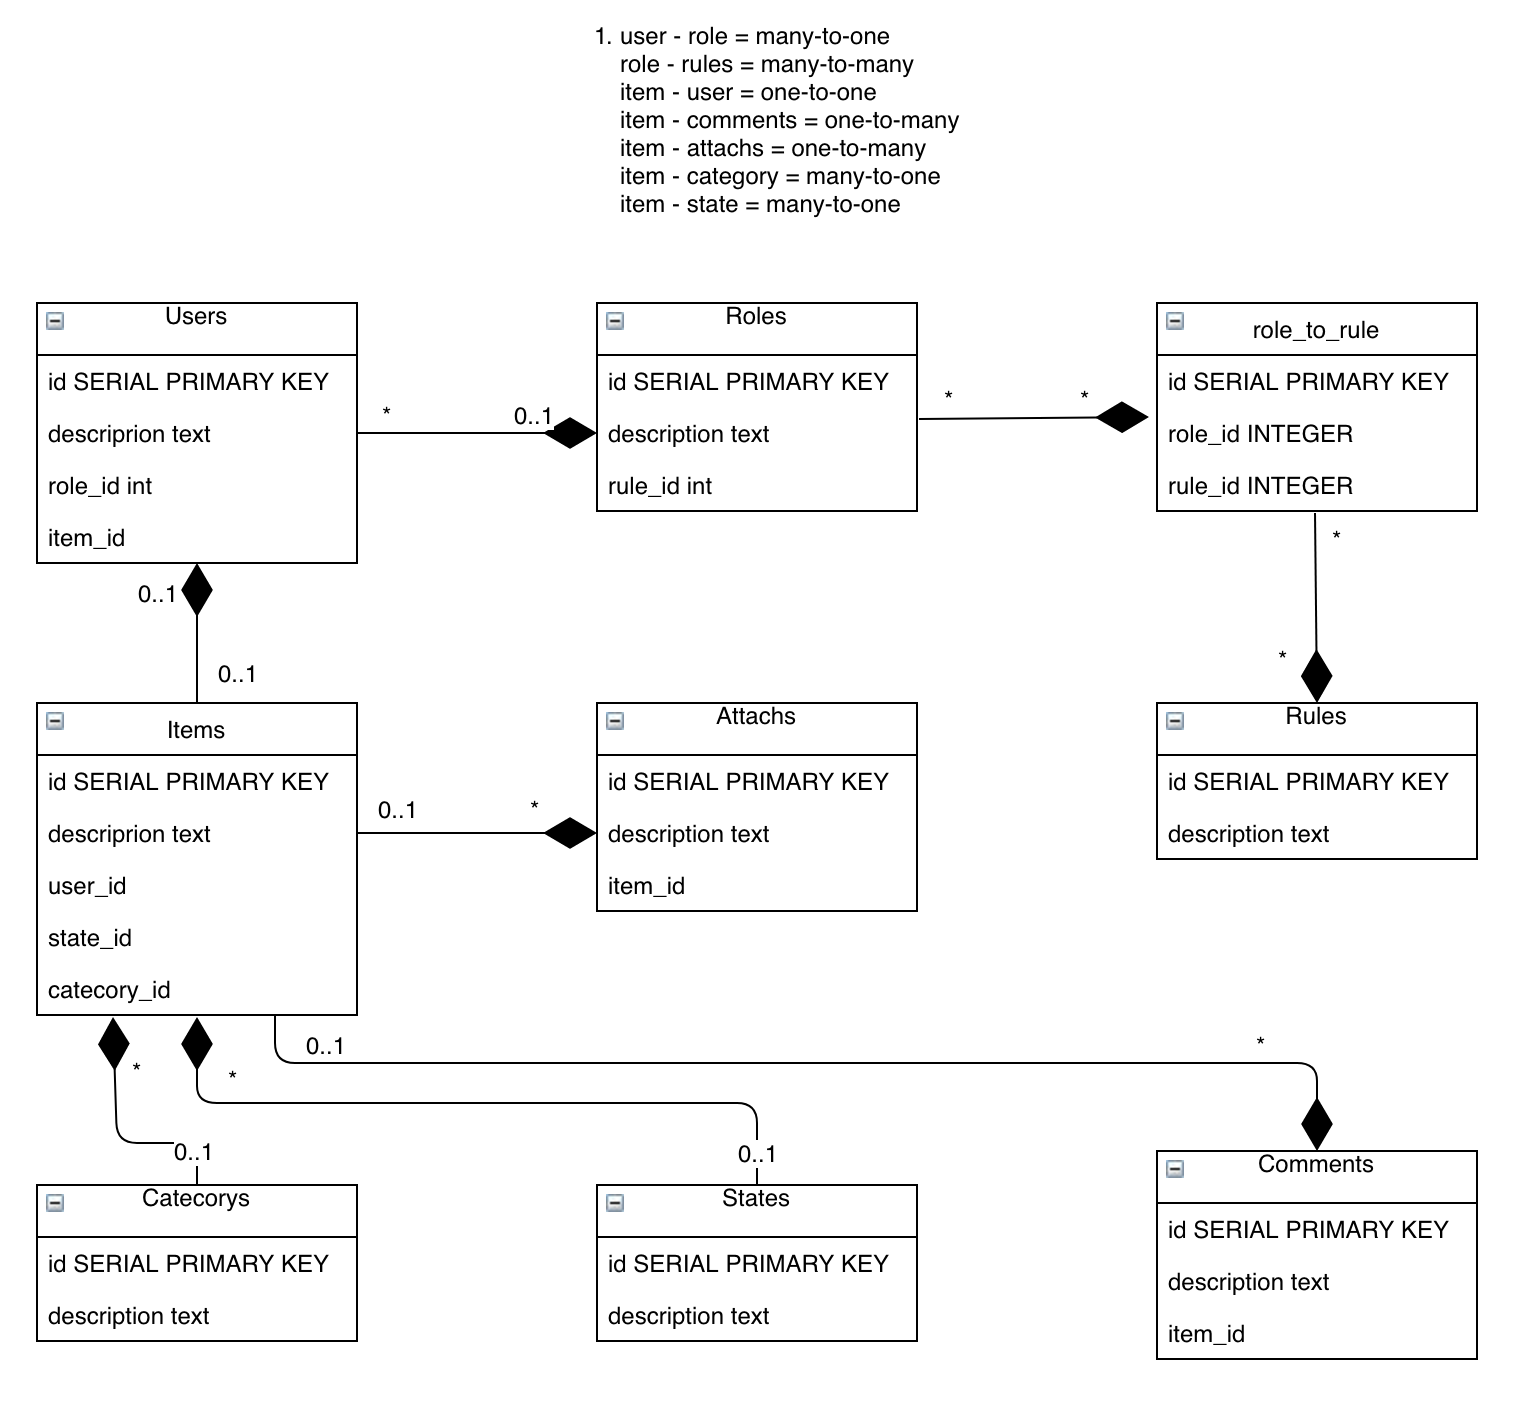 1. user - role = many-to-one
role - rules = many-to-many
item - user = one-to-one
item - comments = one-to-many
item - attachs = one-to-many
item - category = many-to-one
item - state = many-to-one
Users
id SERIAL PRIMARY KEY
descriprion text
role_id int
item_id
* 0..1
Roles
id SERIAL PRIMARY KEY
description text
rule_id int
* *
role_to_rule
id SERIAL PRIMARY KEY
role_id INTEGER
rule_id INTEGER
*
*
0..1
0..1
Items
id SERIAL PRIMARY KEY
descriprion text
user_id
state_id
catecory_id
0..1 *
Attachs
id SERIAL PRIMARY KEY
description text
item_id
Rules
id SERIAL PRIMARY KEY
description text
0..1 *
*
*
0..1
0..1
Catecorys
id SERIAL PRIMARY KEY
description text
States
id SERIAL PRIMARY KEY
description text
Comments
id SERIAL PRIMARY KEY
description text
item_id